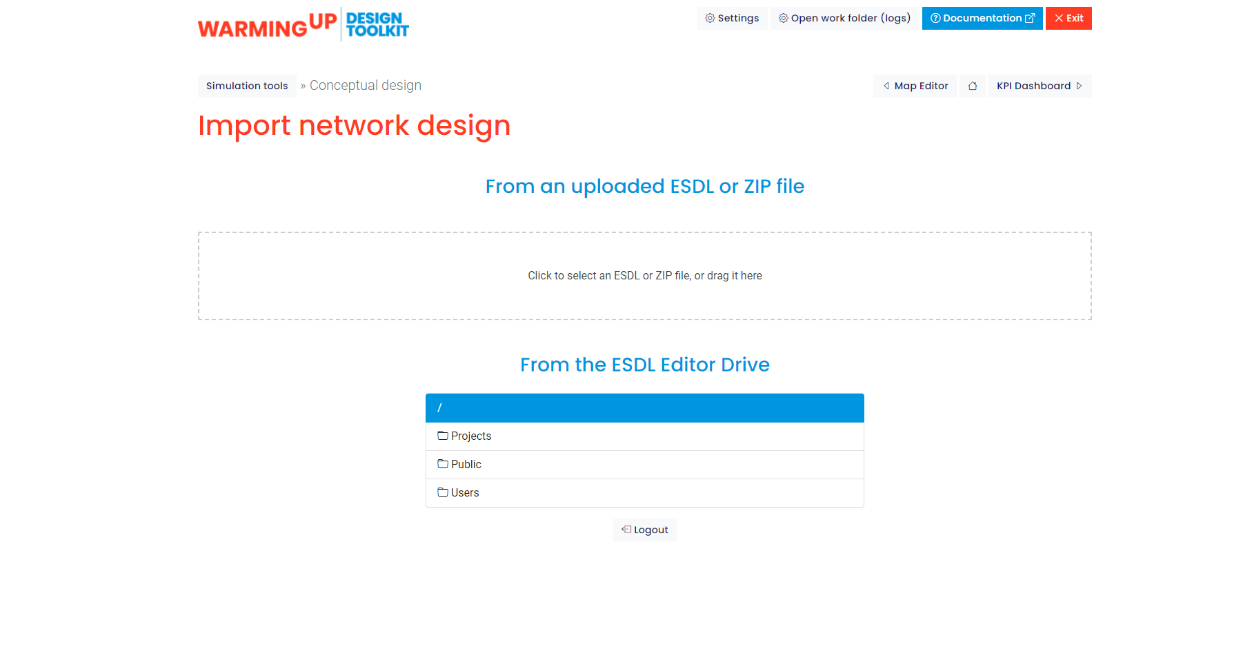 WARMINGUP DESIGN TOOLKIT
Settings
Open work folder (logs)
Documentation
Exit
Simulation tools » Conceptual design
Map Editor
KPI Dashboard
Import network design
From an uploaded ESDL or ZIP file
Click to select an ESDL or ZIP file, or drag it here
From the ESDL Editor Drive
/
Projects
Public
Users
Logout